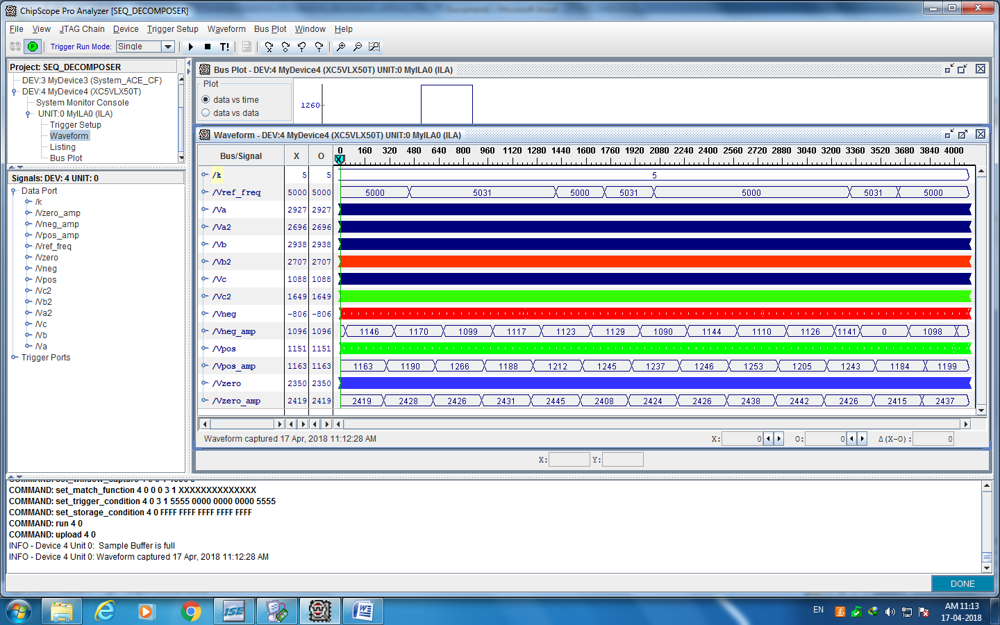 ChipScope Pro Analyzer [SEQ_DECOMPOSER]
File View JTAG Chain Device Trigger Setup Waveform Bus Plot Window Help
P Trigger Run Mode: Single T!
Project: SEQ_DECOMPOSER
DEV:3 MyDevice3 (System_ACE_CF)
DEV:4 MyDevice4 (XC5VLX50T)
System Monitor Console
UNIT:0 MyILA0 (ILA)
Trigger Setup
Waveform
Listing
Bus Plot
Signals: DEV: 4 UNIT: 0
Data Port
/k
/Vzero_amp
/Vneg_amp
/Vpos_amp
/Vref_freq
/Vzero
/Vneg
/Vpos
/Vc2
/Vb2
/Va2
/Vc
/Vb
/Va
Trigger Ports
Bus Plot - DEV:4 MyDevice4 (XC5VLX50T) UNIT:0 MyILA0 (ILA)
Plot
data vs time
data vs data
1260
Waveform - DEV:4 MyDevice4 (XC5VLX50T) UNIT:0 MyILA0 (ILA)
Bus/Signal X O 0 160 320 480 640 800 960 1120 1280 1440 1600 1760 1920 2080 2240 2400 2560 2720 2880 3040 3200 3360 3520 3680 3840 4000
X
/k 5 5 5
/Vref_freq 5000 5000 5000 5031 5000 5031 5000 5031 5000
/Va 2927 2927
/Va2 2696 2696
/Vb 2938 2938
/Vb2 2707 2707
/Vc 1088 1088
/Vc2 1649 1649
/Vneg -806 -806
/Vneg_amp 1096 1096 1146 1170 1099 1117 1123 1129 1090 1144 1110 1126 1141 0 1098
/Vpos 1151 1151
/Vpos_amp 1163 1163 1163 1190 1266 1188 1212 1245 1237 1246 1253 1205 1243 1184 1199
/Vzero 2350 2350
/Vzero_amp 2419 2419 2419 2428 2426 2431 2445 2408 2424 2426 2438 2442 2426 2415 2437
Waveform captured 17 Apr, 2018 11:12:28 AM X: 0 O: 0 Δ(X-O): 0
X: Y:
COMMAND: set_match_function 4 0 0 0 3 1 XXXXXXXXXXXXXX
COMMAND: set_trigger_condition 4 0 3 1 5555 0000 0000 0000 5555
COMMAND: set_storage_condition 4 0 FFFF FFFF FFFF FFFF FFFF
COMMAND: run 4 0
COMMAND: upload 4 0
INFO - Device 4 Unit 0: Sample Buffer is full
INFO - Device 4 Unit 0: Waveform captured 17 Apr, 2018 11:12:28 AM
DONE
ISE
EN
AM 11:13
17-04-2018